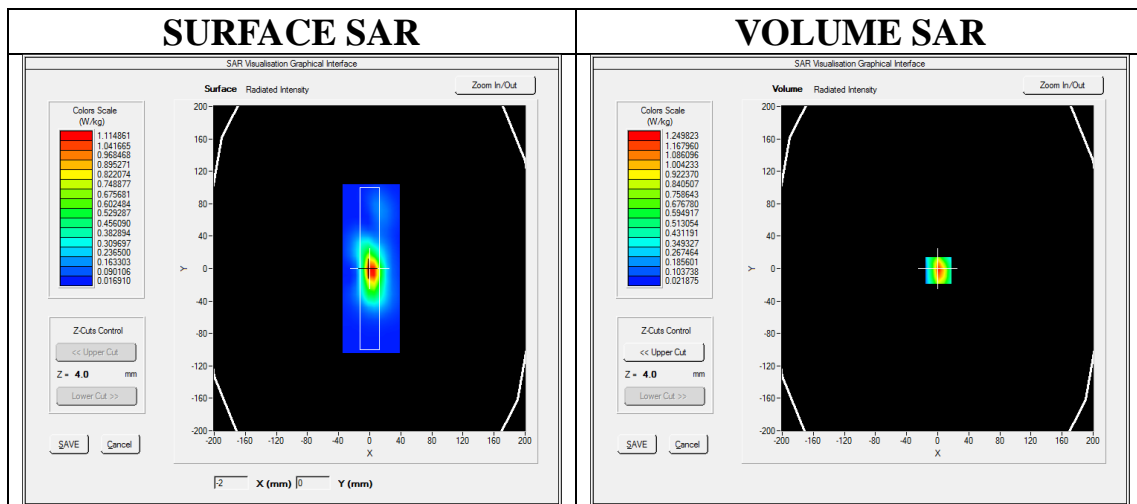 SURFACE SAR
SAR Visualisation Graphical Interface
Surface Radiated Intensity
Zoom In/Out
Colors Scale
(W/kg)
1.114861
1.041665
0.968468
0.895271
0.822074
0.748877
0.675681
0.602484
0.529287
0.456090
0.382894
0.309697
0.236500
0.163303
0.090106
0.016910
Z-Cuts Control
<< Upper Cut
Z = 4.0 mm
Lower Cut >>
SAVE Cancel
Y
200
160
120
80
40
0
-40
-80
-120
-160
-200
-200 -160 -120 -80 -40 0 40 80 120 160 200
X
-2 X (mm) 0 Y (mm)
VOLUME SAR
SAR Visualisation Graphical Interface
Volume Radiated Intensity
Zoom In/Out
Colors Scale
(W/kg)
1.249823
1.167960
1.086096
1.004233
0.922370
0.840507
0.758643
0.676780
0.594917
0.513054
0.431191
0.349327
0.267464
0.185601
0.103738
0.021875
Z-Cuts Control
<< Upper Cut
Z = 4.0 mm
Lower Cut >>
SAVE Cancel
Y
200
160
120
80
40
0
-40
-80
-120
-160
-200
-200 -160 -120 -80 -40 0 40 80 120 160 200
X